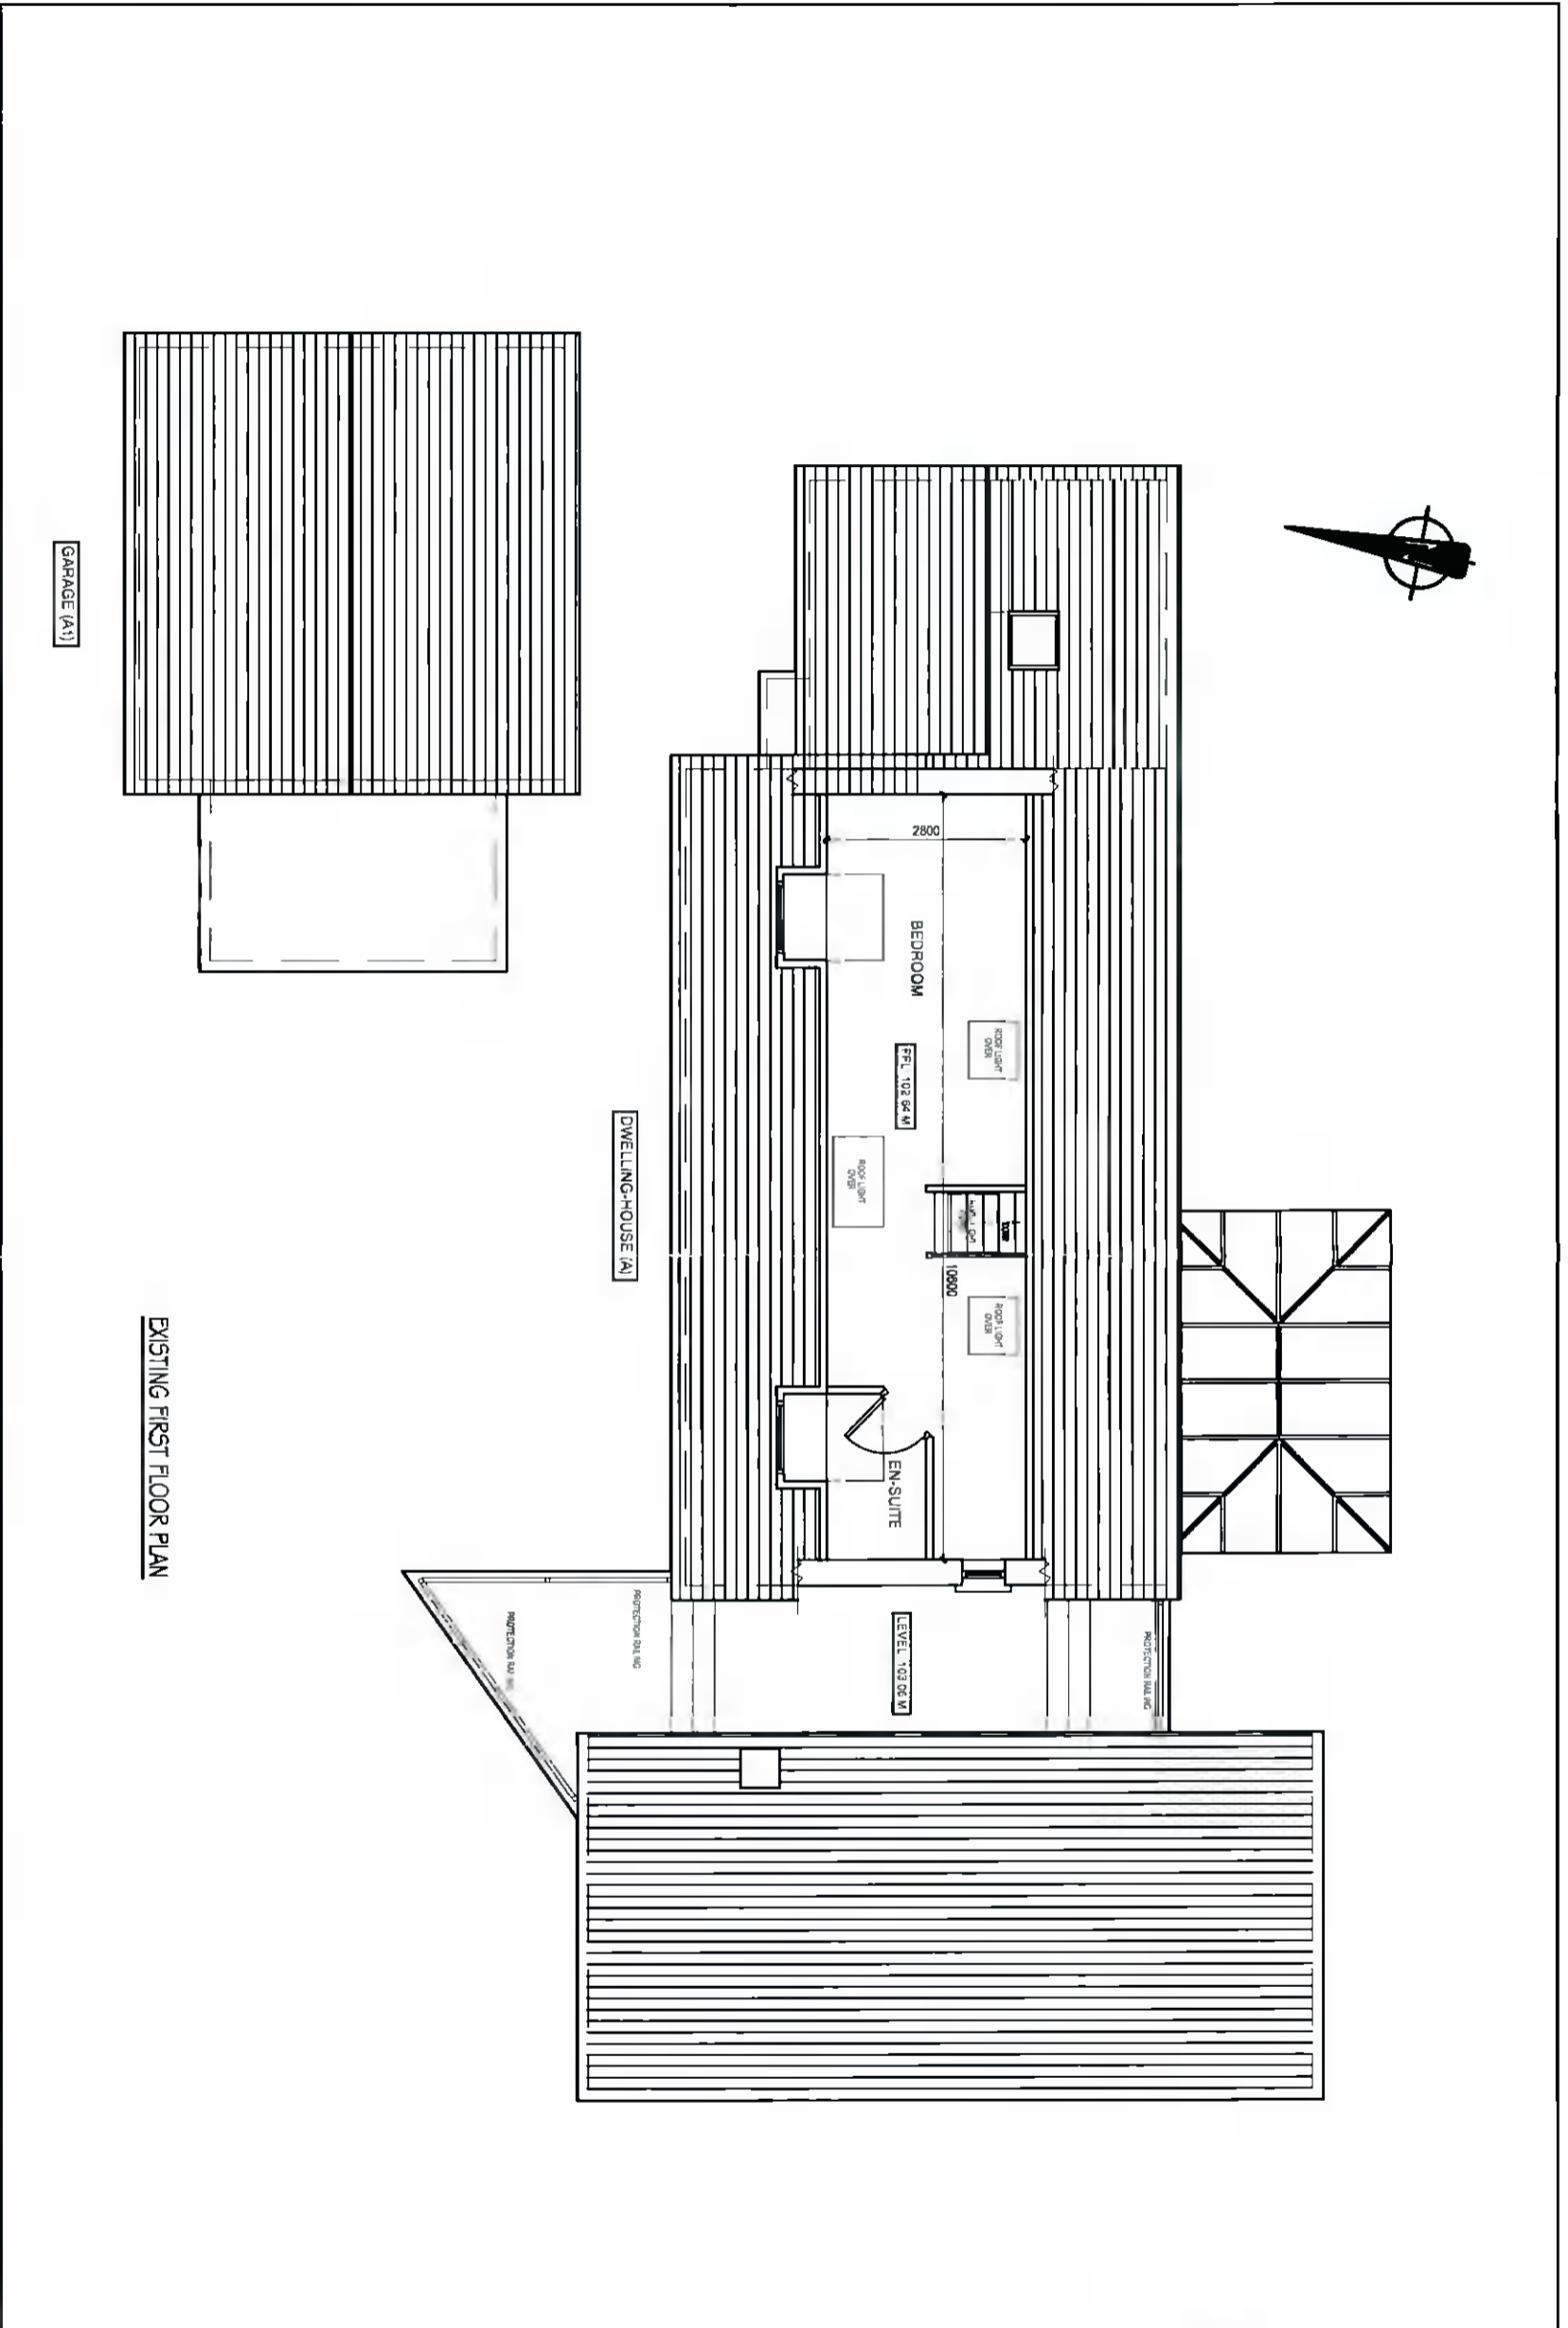 PROTECTION RAILING
ROOF LIGHT
OVER
ROOF LIGHT
OVER
10600
2800
BEDROOM
FFL 102.64 M
EN-SUITE
LEVEL 103.06 M
ROOF LIGHT
OVER
DWELLING-HOUSE (A)
PROTECTION RAILING
PROTECTION RAILING
EXISTING FIRST FLOOR PLAN
GARAGE (A1)